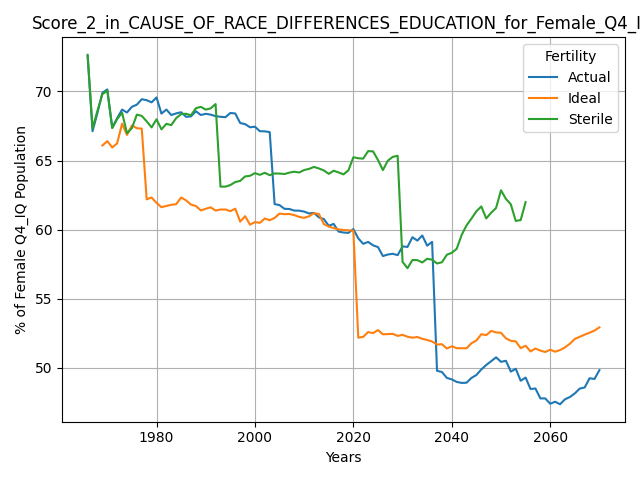 Score_2_in_CAUSE_OF_RACE_DIFFERENCES_EDUCATION_for_Female_Q4_I
Fertility
Actual
Ideal
Sterile
% of Female Q4_IQ Population
70
65
60
55
50
1980
2000
2020
2040
2060
Years